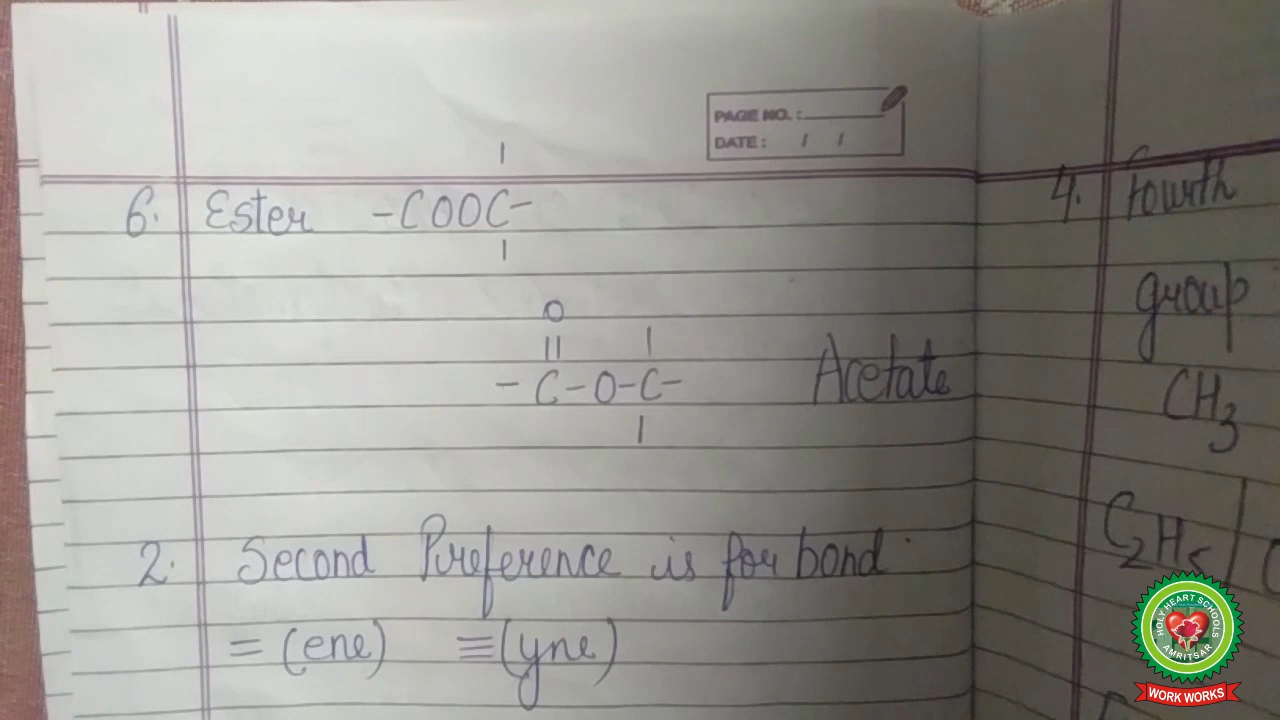 PAGE NO. :
DATE : / /
6. Ester -COOC-
O
||
-C-O-C-
Acetate
2. Second Preference is for bond.
= (ene) ≡ (yne)
4. fourth
group
CH3
C2H5
HOLY HEART SCHOOLS
AMRITSAR
WORK WORKS